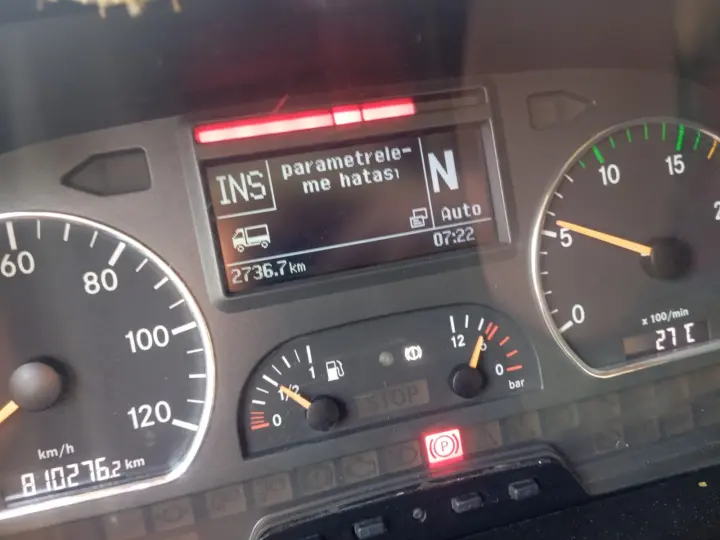 INS
parametrele-
me hatası
N
Auto
07:22
2736.7 km
60
80
100
120
km/h
810276.2 km
0
1/2
1
12
6
0
bar
STOP
P
0
5
10
15
x 100/min
27 C